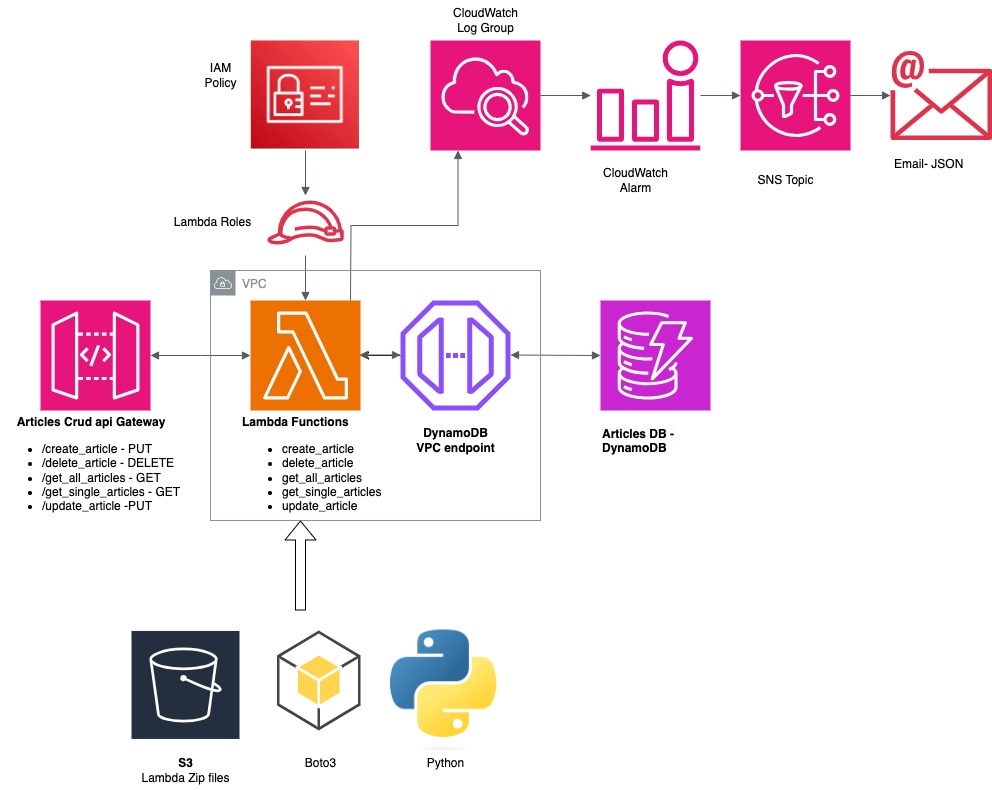 CloudWatch
Log Group
IAM
Policy
@
CloudWatch
Alarm
SNS Topic
Email- JSON
Lambda Roles
VPC
</>
Articles Crud api Gateway
• /create_article - PUT
• /delete_article - DELETE
• /get_all_articles - GET
• /get_single_articles - GET
• /update_article -PUT
Lambda Functions
• create_article
• delete_article
• get_all_articles
• get_single_articles
• update_article
DynamoDB
VPC endpoint
Articles DB -
DynamoDB
S3
Lambda Zip files
Boto3
Python